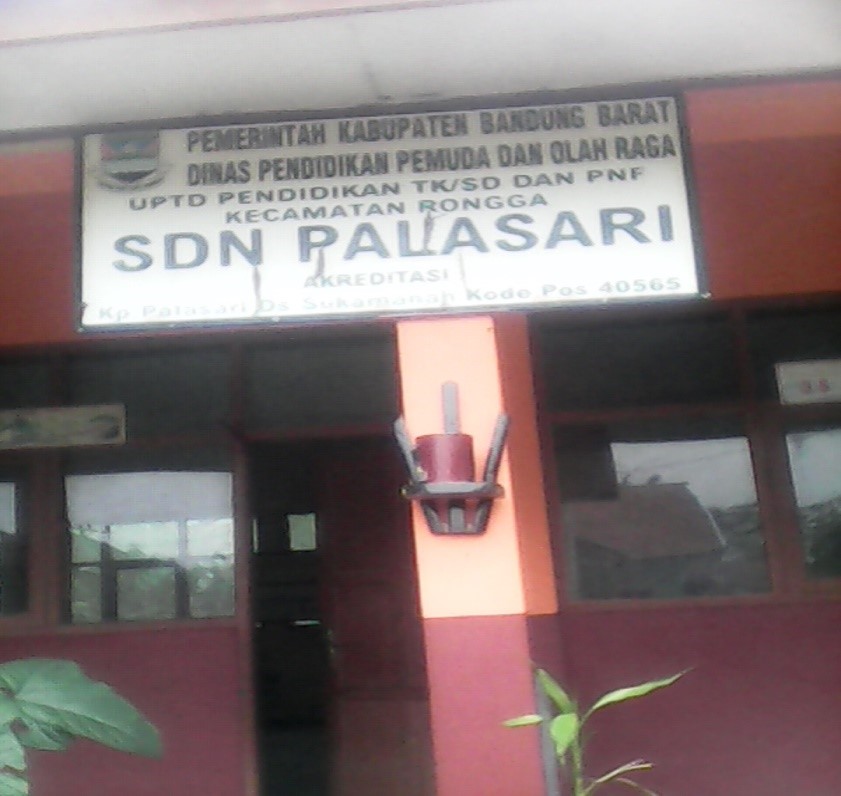 PEMERINTAH KABUPATEN BANDUNG BARAT
DINAS PENDIDIKAN PEMUDA DAN OLAH RAGA
UPTD PENDIDIKAN TK/SD DAN PNF
KECAMATAN RONGGA
SDN PALASARI
AKREDITASI
Kp Palasari Ds Sukamanah Kode Pos 40565